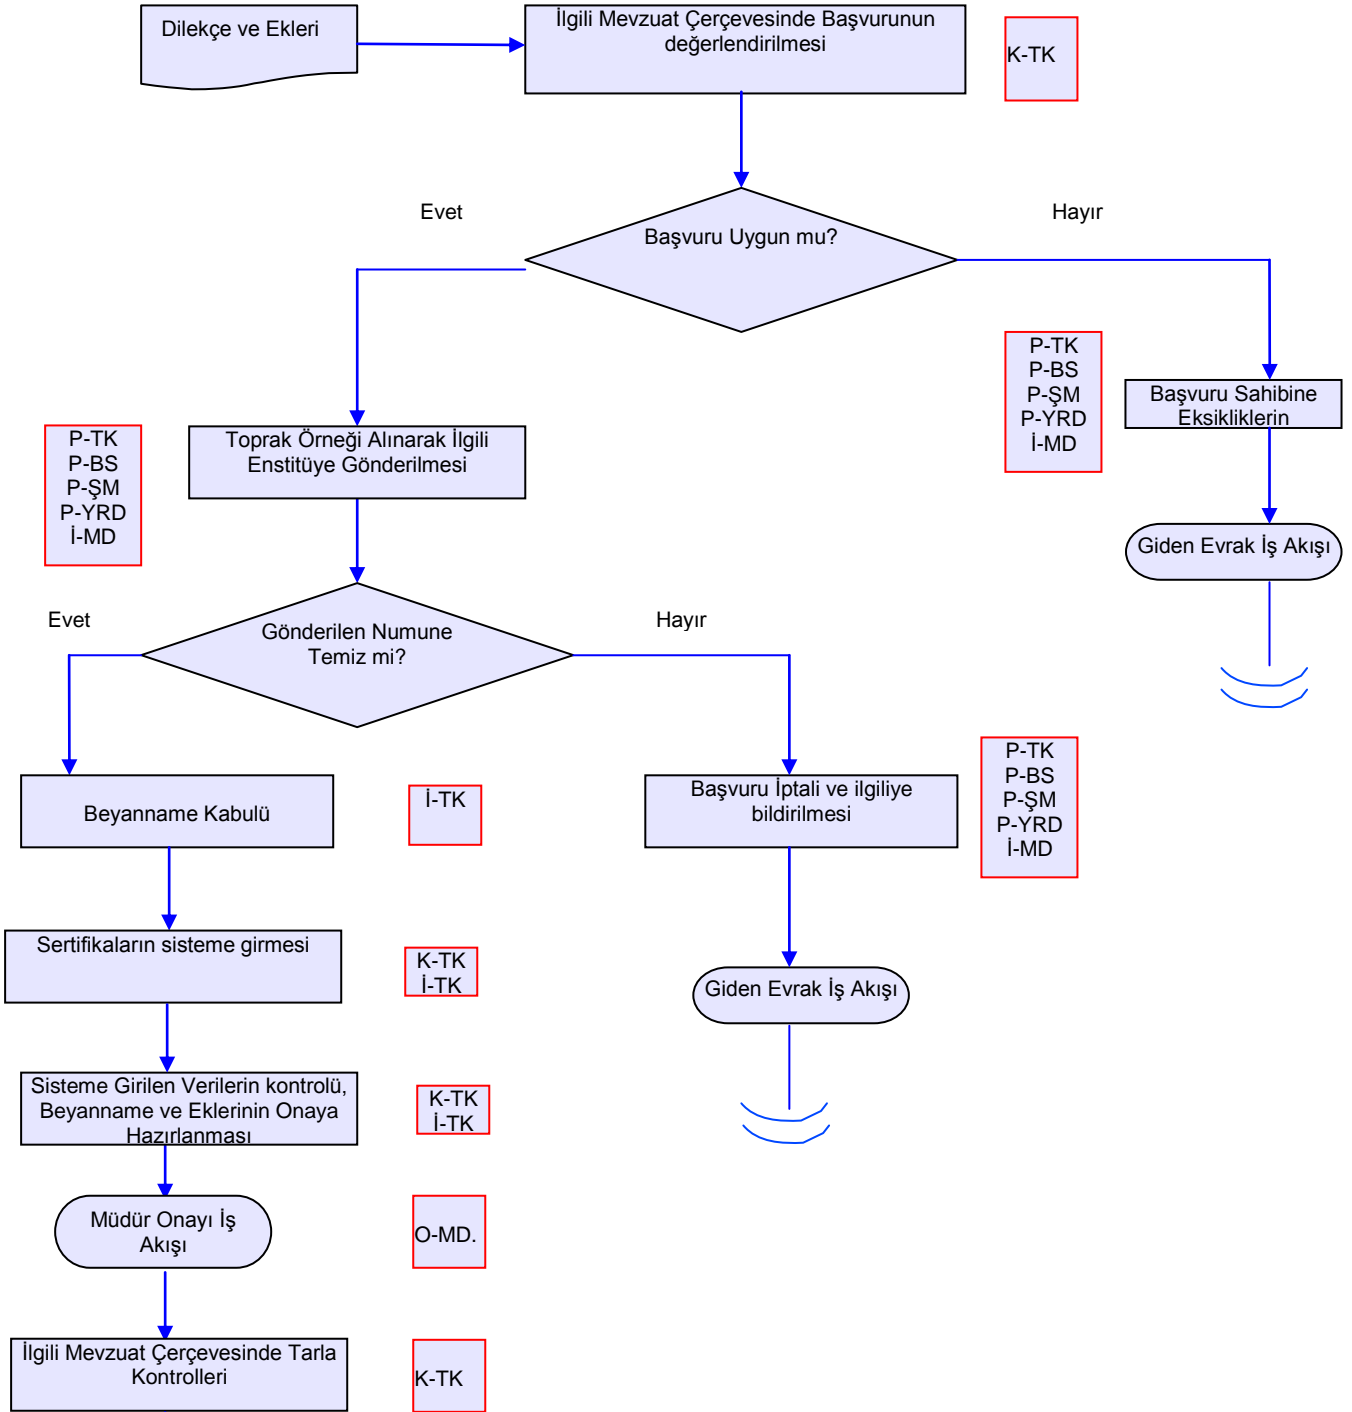 Dilekçe ve Ekleri
İlgili Mevzuat Çerçevesinde Başvurunun
değerlendirilmesi
K-TK
Evet
Hayır
Başvuru Uygun mu?
P-TK
P-BS
P-ŞM
P-YRD
İ-MD
Başvuru Sahibine
Eksikliklerin
P-TK
P-BS
P-ŞM
P-YRD
İ-MD
Toprak Örneği Alınarak İlgili
Enstitüye Gönderilmesi
Giden Evrak İş Akışı
Evet
Hayır
Gönderilen Numune
Temiz mi?
P-TK
P-BS
P-ŞM
P-YRD
İ-MD
Beyanname Kabulü
İ-TK
Başvuru İptali ve ilgiliye
bildirilmesi
Sertifikaların sisteme girmesi
K-TK
İ-TK
Giden Evrak İş Akışı
Sisteme Girilen Verilerin kontrolü,
Beyanname ve Eklerinin Onaya
Hazırlanması
K-TK
İ-TK
Müdür Onayı İş
Akışı
O-MD.
İlgili Mevzuat Çerçevesinde Tarla
Kontrolleri
K-TK